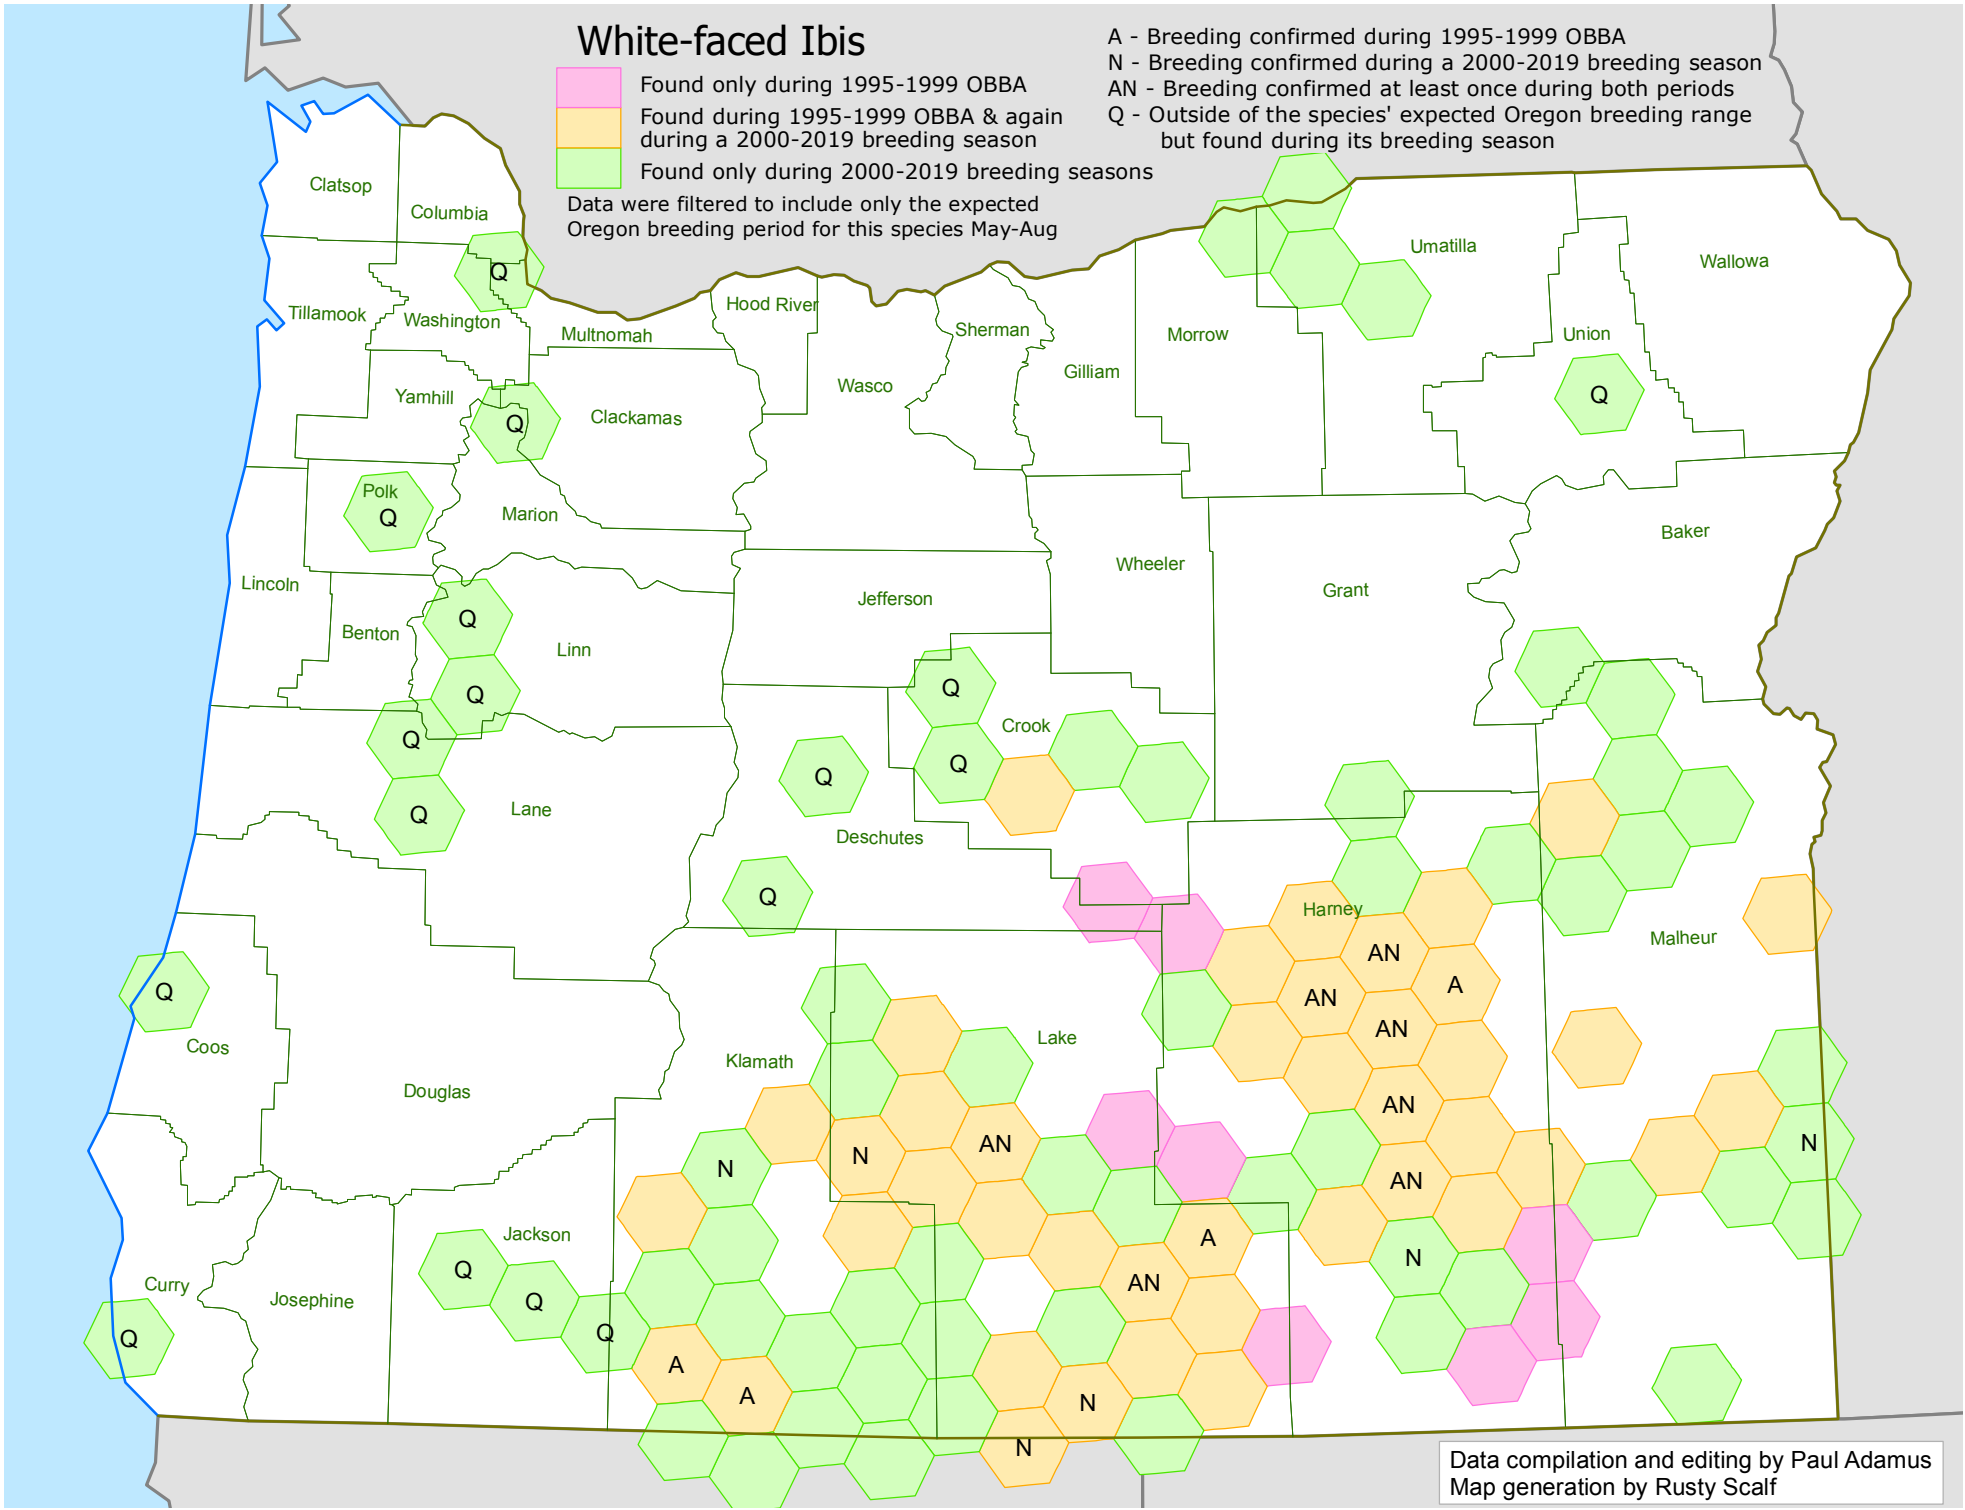 White-faced Ibis
Found only during 1995-1999 OBBA
Found during 1995-1999 OBBA & again
during a 2000-2019 breeding season
Found only during 2000-2019 breeding seasons
Data were filtered to include only the expected
Oregon breeding period for this species May-Aug
A - Breeding confirmed during 1995-1999 OBBA
N - Breeding confirmed during a 2000-2019 breeding season
AN - Breeding confirmed at least once during both periods
Q - Outside of the species' expected Oregon breeding range
but found during its breeding season
Clatsop
Columbia
Umatilla
Wallowa
Q
Tillamook
Washington
Multnomah
Hood River
Sherman
Morrow
Union
Gilliam
Wasco
Yamhill
Clackamas
Q
Q
Polk
Q
Marion
Baker
Wheeler
Grant
Lincoln
Jefferson
Benton
Q
Linn
Q
Q
Crook
Q
Q
Q
Q
Lane
Deschutes
Q
Harney
Malheur
AN
Q
AN
A
AN
Coos
Lake
Klamath
Douglas
AN
N
AN
N
N
AN
Jackson
A
N
Q
Curry
AN
Josephine
Q
Q
Q
A
A
N
N
Data compilation and editing by Paul Adamus
Map generation by Rusty Scalf